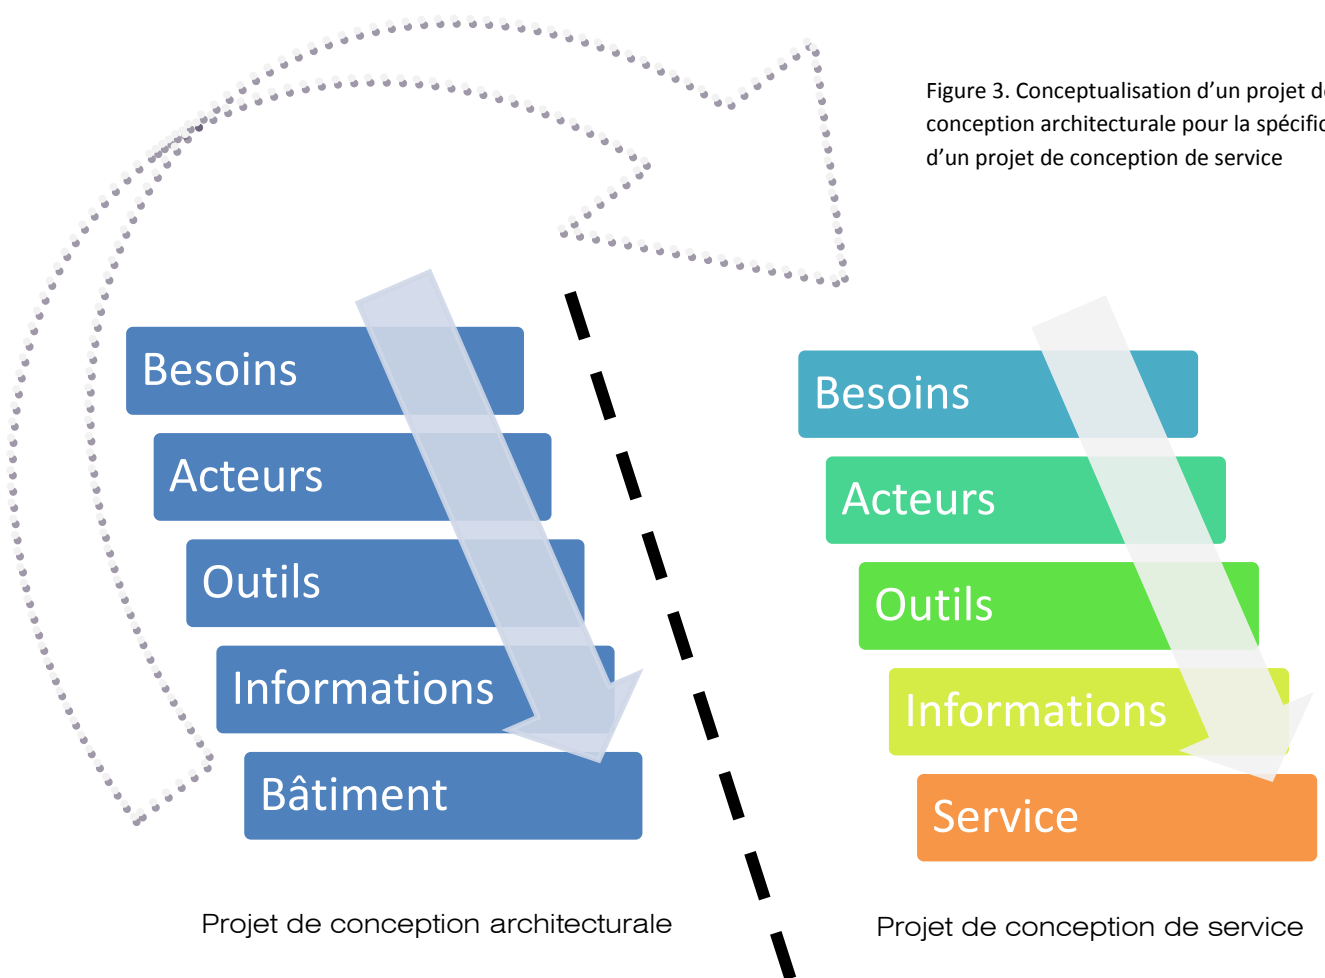 Figure 3. Conceptualisation d’un projet de
conception architecturale pour la
d’un projet de conception de service
Besoins
Acteurs
Outils
Informations
Bâtiment
Projet de conception architecturale
Besoins
Acteurs
Outils
Informations
Service
Projet de conception de service